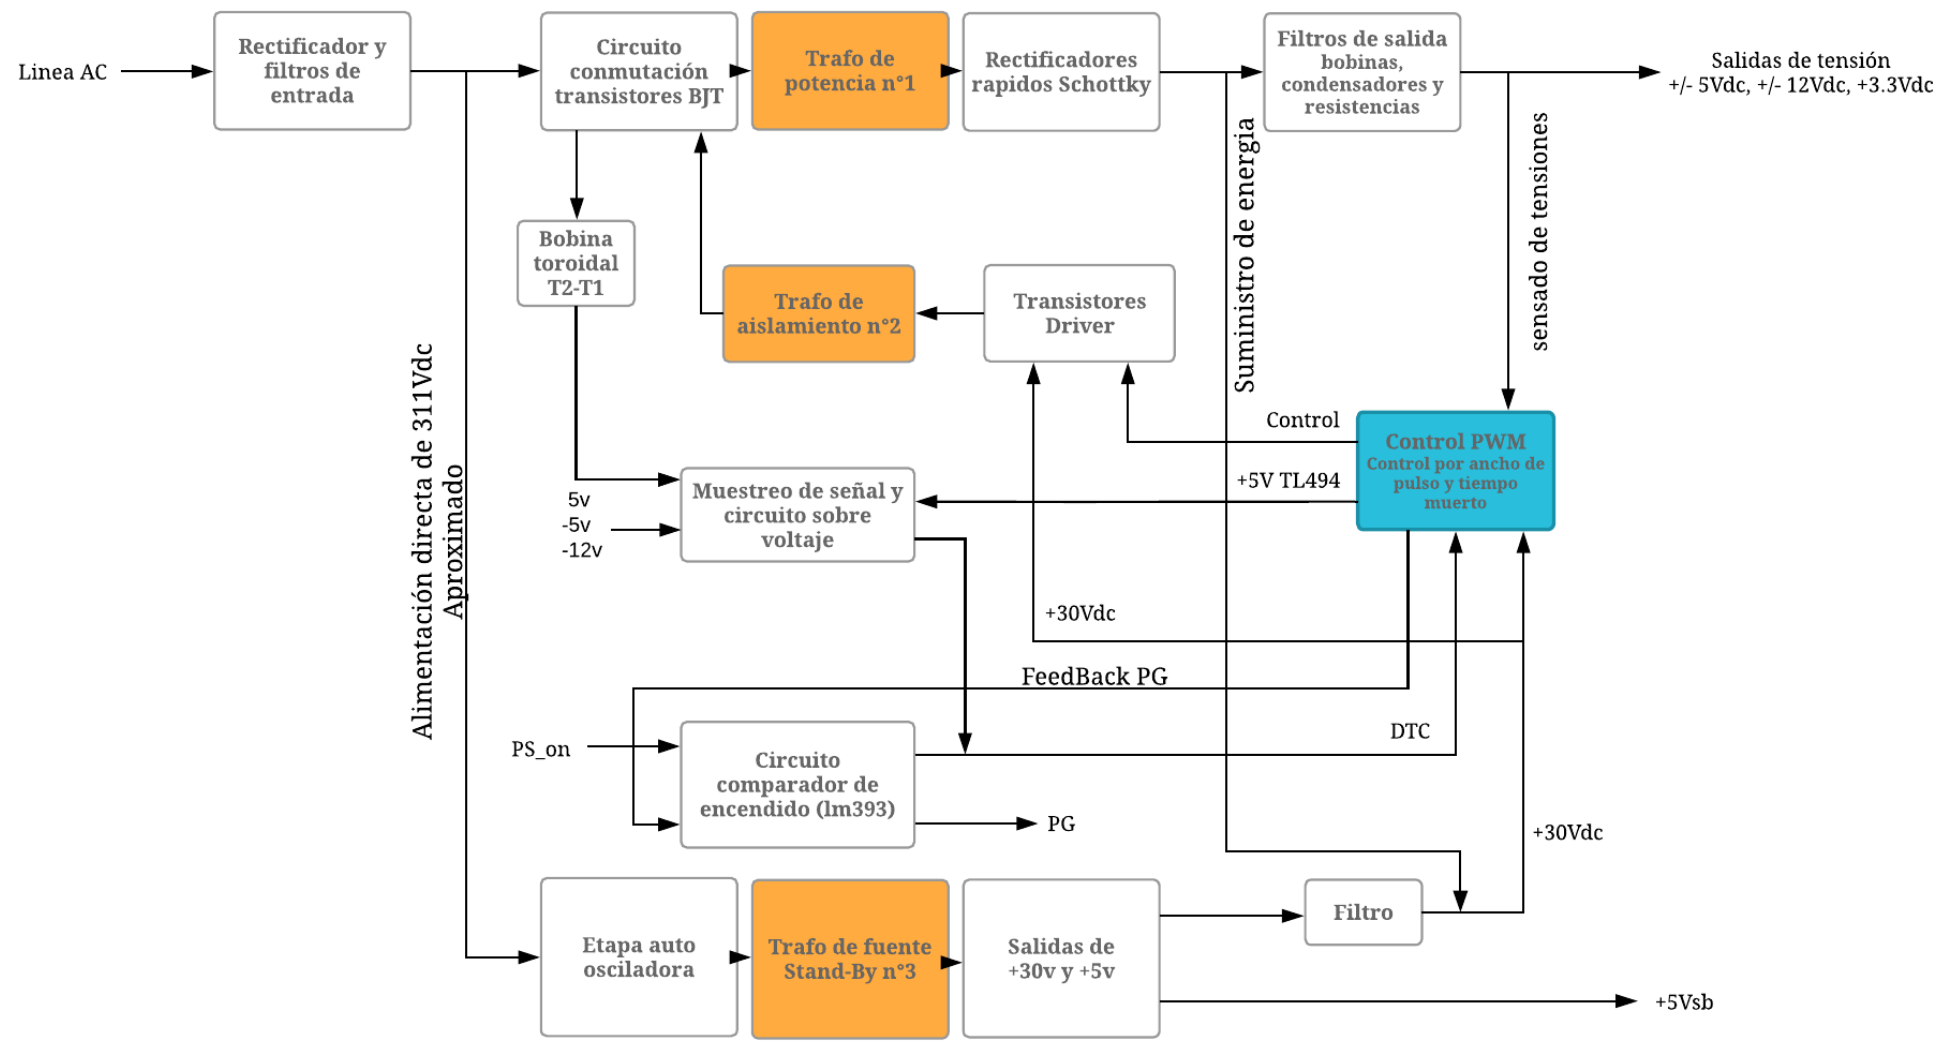 Linea AC
Rectificador y
filtros de
entrada
Circuito
conmutación
transistores BJT
Trafo de
potencia n°1
Rectificadores
rapidos Schottky
Filtros de salida
bobinas,
condensadores y
resistencias
Salidas de tensión
+/- 5Vdc, +/- 12Vdc, +3.3Vdc
Suministro de energia
sensado de tensiones
Bobina
toroidal
T2-T1
Trafo de
aislamiento n°2
Transistores
Driver
Alimentación directa de 311Vdc
Aproximado
Control
Control PWM
Control por ancho de
pulso y tiempo
muerto
+5V TL494
5v
-5v
-12v
Muestreo de señal y
circuito sobre
voltaje
+30Vdc
FeedBack PG
DTC
PS_on
Circuito
comparador de
encendido (lm393)
PG
+30Vdc
Etapa auto
osciladora
Trafo de fuente
Stand-By n°3
Salidas de
+30v y +5v
Filtro
+5Vsb